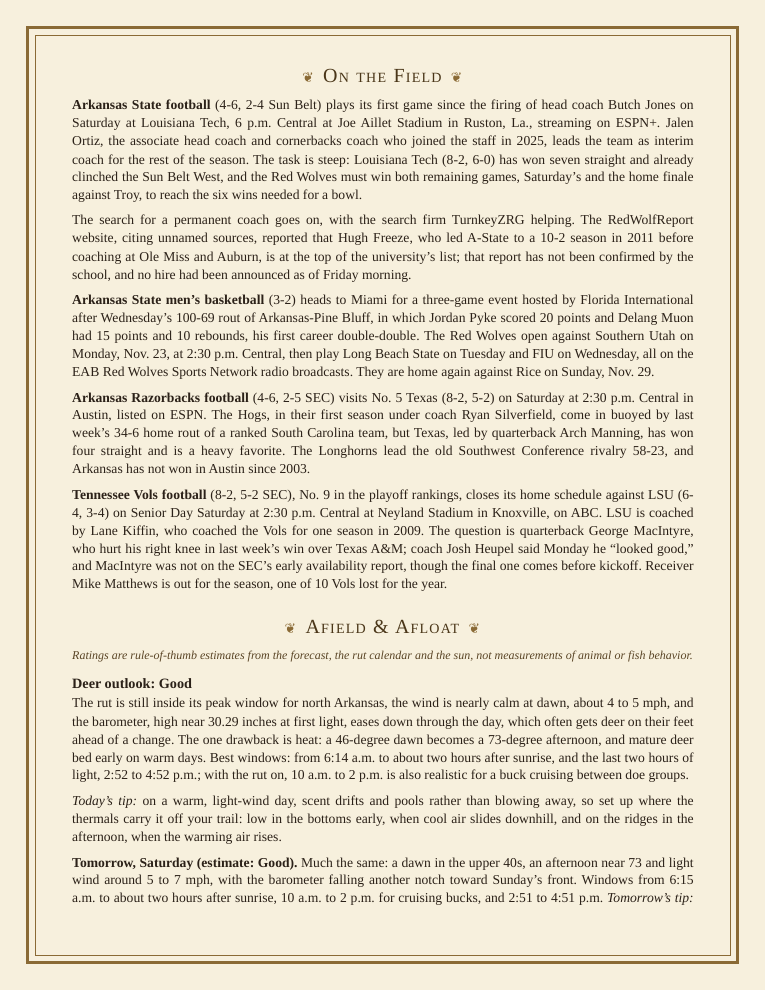 ❦ On the Field ❦
Arkansas State football (4-6, 2-4 Sun Belt) plays its first game since the firing of head coach Butch Jones on
Saturday at Louisiana Tech, 6 p.m. Central at Joe Aillet Stadium in Ruston, La., streaming on ESPN+. Jalen
Ortiz, the associate head coach and cornerbacks coach who joined the staff in 2025, leads the team as interim
coach for the rest of the season. The task is steep: Louisiana Tech (8-2, 6-0) has won seven straight and already
clinched the Sun Belt West, and the Red Wolves must win both remaining games, Saturday’s and the home finale
against Troy, to reach the six wins needed for a bowl.
The search for a permanent coach goes on, with the search firm TurnkeyZRG helping. The RedWolfReport
website, citing unnamed sources, reported that Hugh Freeze, who led A-State to a 10-2 season in 2011 before
coaching at Ole Miss and Auburn, is at the top of the university’s list; that report has not been confirmed by the
school, and no hire had been announced as of Friday morning.
Arkansas State men’s basketball (3-2) heads to Miami for a three-game event hosted by Florida International
after Wednesday’s 100-69 rout of Arkansas-Pine Bluff, in which Jordan Pyke scored 20 points and Delang Muon
had 15 points and 10 rebounds, his first career double-double. The Red Wolves open against Southern Utah on
Monday, Nov. 23, at 2:30 p.m. Central, then play Long Beach State on Tuesday and FIU on Wednesday, all on the
EAB Red Wolves Sports Network radio broadcasts. They are home again against Rice on Sunday, Nov. 29.
Arkansas Razorbacks football (4-6, 2-5 SEC) visits No. 5 Texas (8-2, 5-2) on Saturday at 2:30 p.m. Central in
Austin, listed on ESPN. The Hogs, in their first season under coach Ryan Silverfield, come in buoyed by last
week’s 34-6 home rout of a ranked South Carolina team, but Texas, led by quarterback Arch Manning, has won
four straight and is a heavy favorite. The Longhorns lead the old Southwest Conference rivalry 58-23, and
Arkansas has not won in Austin since 2003.
Tennessee Vols football (8-2, 5-2 SEC), No. 9 in the playoff rankings, closes its home schedule against LSU (6-
4, 3-4) on Senior Day Saturday at 2:30 p.m. Central at Neyland Stadium in Knoxville, on ABC. LSU is coached
by Lane Kiffin, who coached the Vols for one season in 2009. The question is quarterback George MacIntyre,
who hurt his right knee in last week’s win over Texas A&M; coach Josh Heupel said Monday he “looked good,”
and MacIntyre was not on the SEC’s early availability report, though the final one comes before kickoff. Receiver
Mike Matthews is out for the season, one of 10 Vols lost for the year.
❦ Afield & Afloat ❦
Ratings are rule-of-thumb estimates from the forecast, the rut calendar and the sun, not measurements of animal or fish behavior.
Deer outlook: Good
The rut is still inside its peak window for north Arkansas, the wind is nearly calm at dawn, about 4 to 5 mph, and
the barometer, high near 30.29 inches at first light, eases down through the day, which often gets deer on their feet
ahead of a change. The one drawback is heat: a 46-degree dawn becomes a 73-degree afternoon, and mature deer
bed early on warm days. Best windows: from 6:14 a.m. to about two hours after sunrise, and the last two hours of
light, 2:52 to 4:52 p.m.; with the rut on, 10 a.m. to 2 p.m. is also realistic for a buck cruising between doe groups.
Today’s tip: on a warm, light-wind day, scent drifts and pools rather than blowing away, so set up where the
thermals carry it off your trail: low in the bottoms early, when cool air slides downhill, and on the ridges in the
afternoon, when the warming air rises.
Tomorrow, Saturday (estimate: Good). Much the same: a dawn in the upper 40s, an afternoon near 73 and light
wind around 5 to 7 mph, with the barometer falling another notch toward Sunday’s front. Windows from 6:15
a.m. to about two hours after sunrise, 10 a.m. to 2 p.m. for cruising bucks, and 2:51 to 4:51 p.m. Tomorrow’s tip: